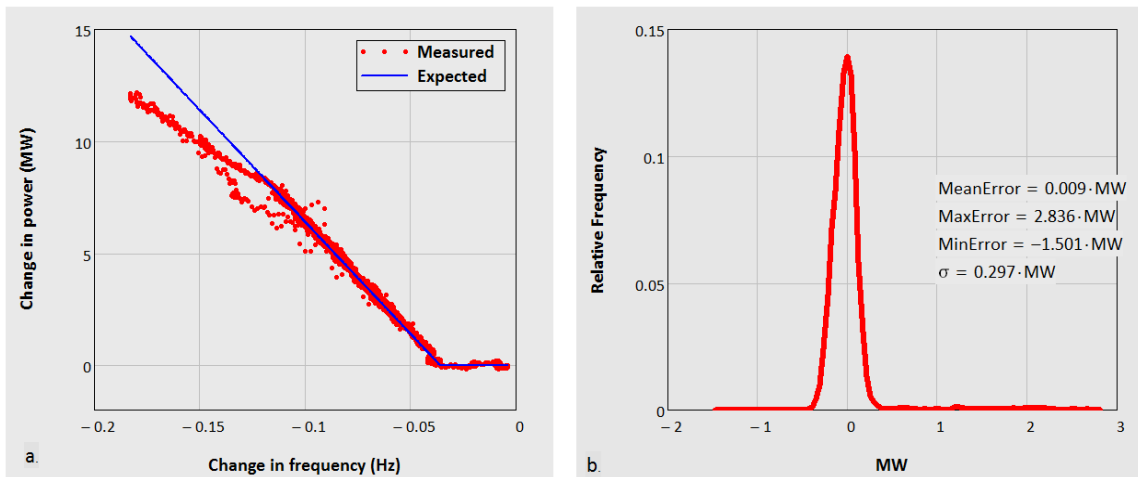 15
10
5
0
Change in power (MW)
Measured
Expected
−0.2
−0.15
−0.1
−0.05
0
Change in frequency (Hz)
a.
0.15
0.1
0.05
0
Relative Frequency
MeanError = 0.009·MW
MaxError = 2.836·MW
MinError = −1.501·MW
σ = 0.297·MW
−2
−1
0
1
2
3
MW
b.